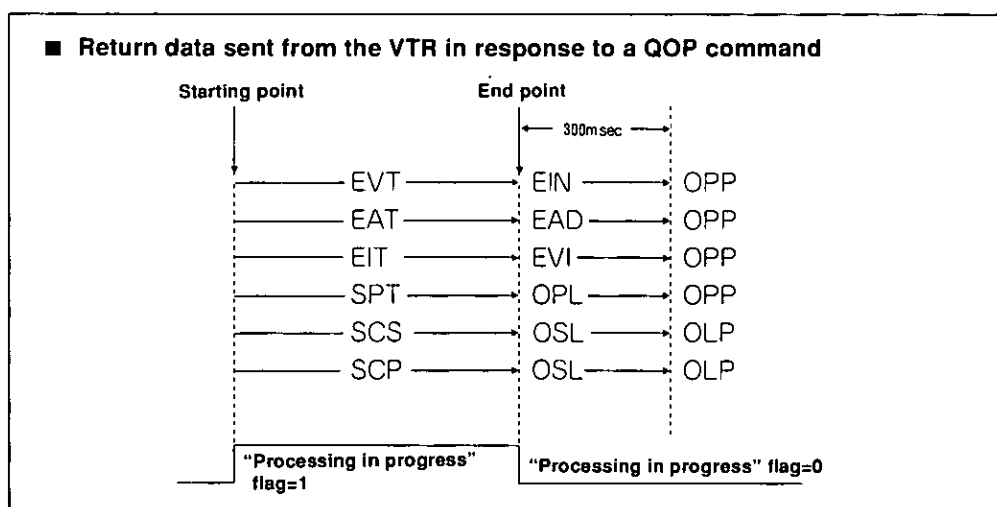 ■ Return data sent from the VTR in response to a QOP command
Starting point End point
300msec
EVT EIN OPP
EAT EAD OPP
EIT EVI OPP
SPT OPL OPP
SCS OSL OLP
SCP OSL OLP
"Processing in progress" "Processing in progress" flag=0
flag=1